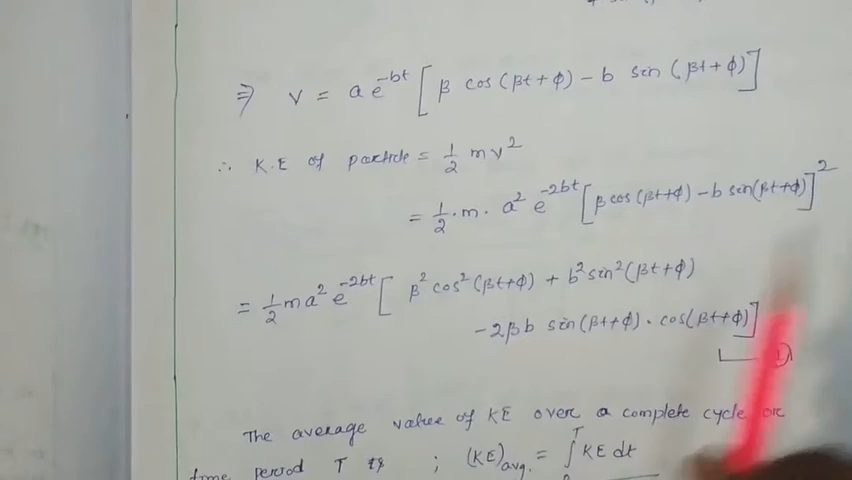 ⇒ v = a e^{-bt} [ β cos (βt+ϕ) - b sin (βt+ϕ) ]
∴ K.E of particle = 1/2 m v^2
= 1/2 . m . a^2 e^{-2bt} [ β cos (βt+ϕ) - b sin(βt+ϕ) ]^2
= 1/2 m a^2 e^{-2bt} [ β^2 cos^2 (βt+ϕ) + b^2 sin^2 (βt+ϕ)
- 2βb sin (βt+ϕ) . cos(βt+ϕ) ]
①
The average value of KE over a complete cycle or
time period T is ; (KE)avg. = ∫_0^T KE dt